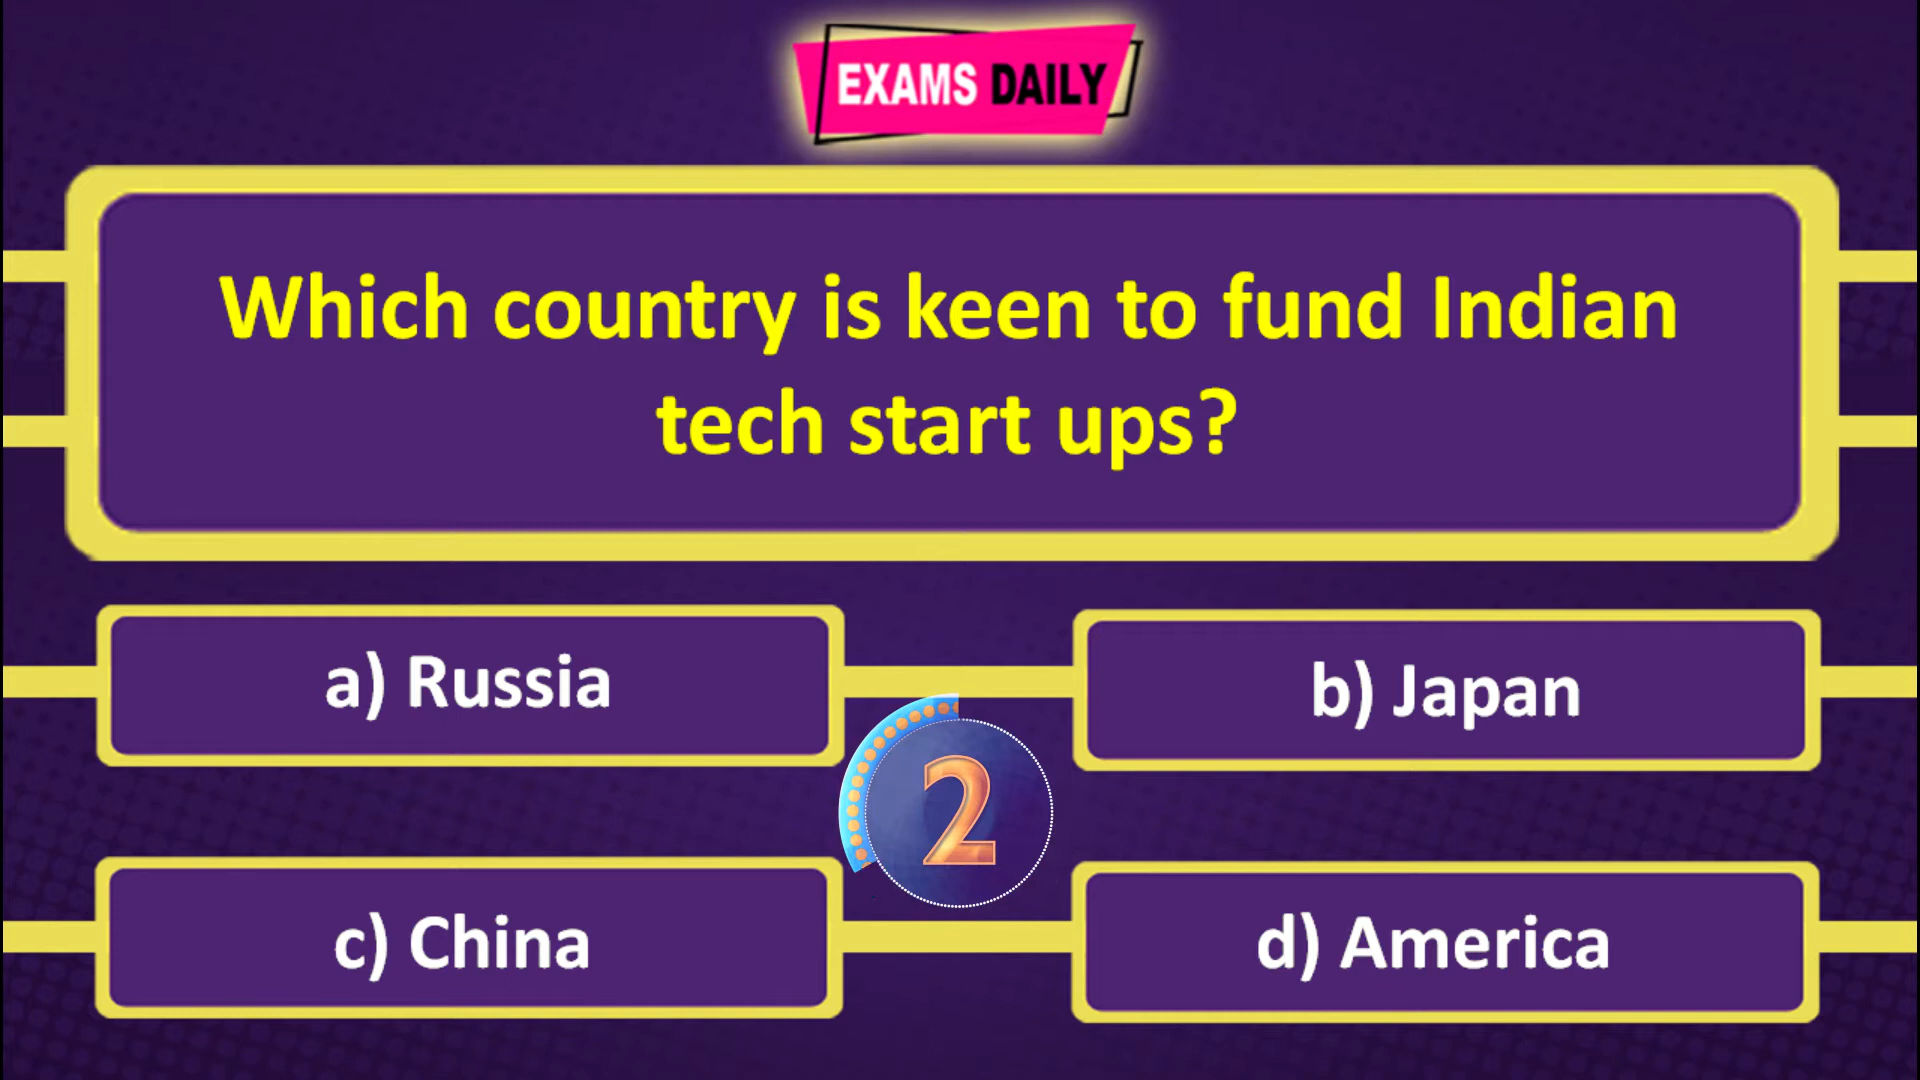 EXAMS DAILY
Which country is keen to fund Indian
tech start ups?
a) Russia
b) Japan
2
c) China
d) America